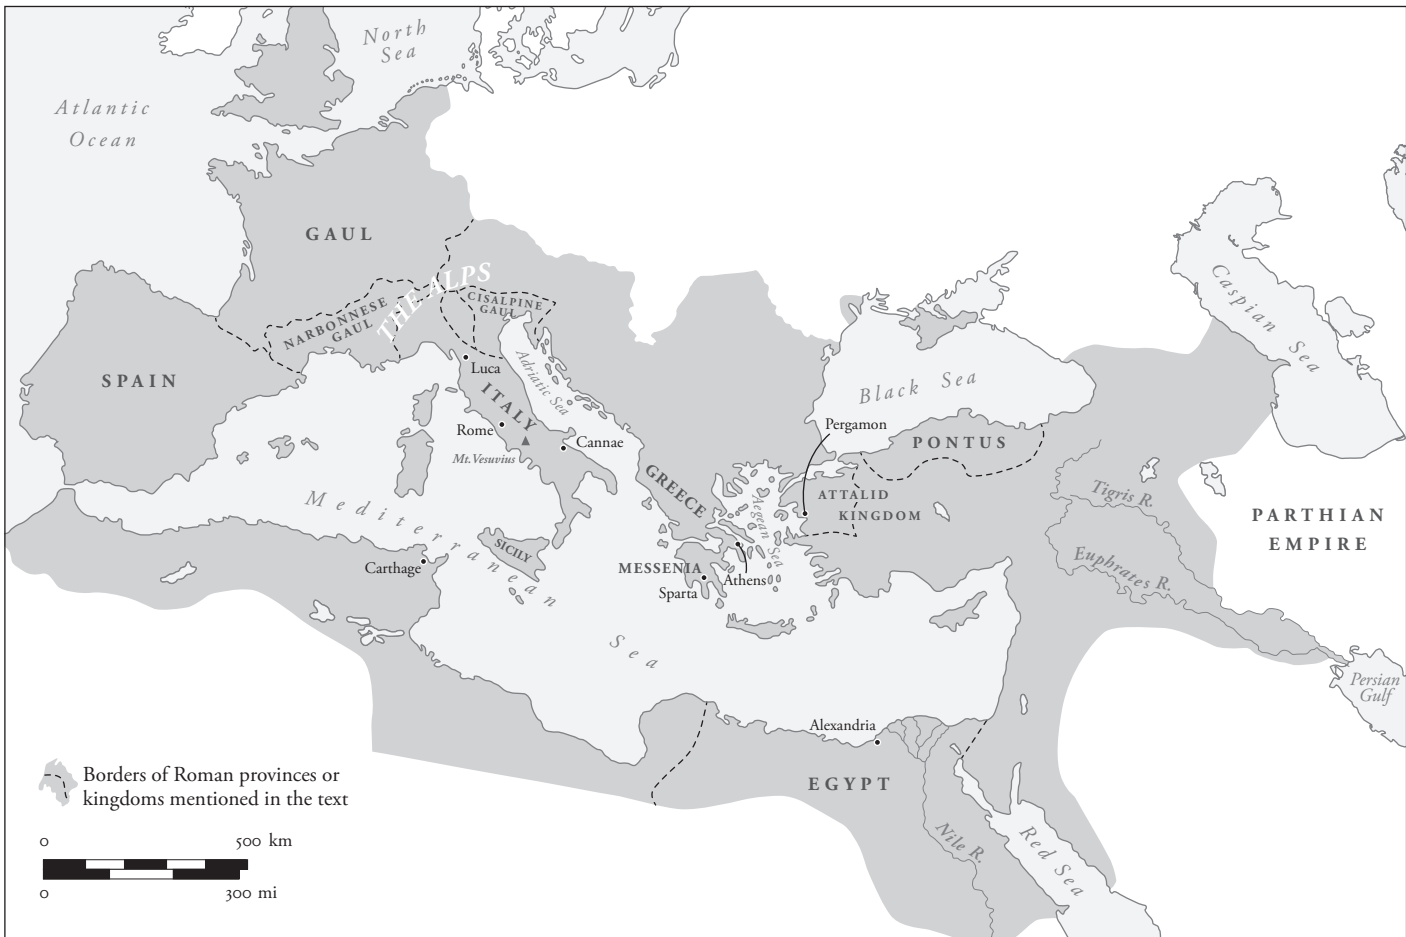 North
Sea
Atlantic
Ocean
GAUL
THE ALPS
CISALPINE
GAUL
NARBONNESE
GAUL
Caspian Sea
SPAIN
Luca
Adriatic Sea
ITALY
Black Sea
Rome
Cannae
Mt. Vesuvius
Pergamon
PONTUS
GREECE
Aegean Sea
ATTALID
KINGDOM
Tigris R.
PARTHIAN
EMPIRE
Mediterranean
Sea
SICILY
Carthage
Euphrates R.
MESSENIA
Sparta
Athens
Persian
Gulf
Alexandria
EGYPT
Nile R.
Red Sea
Borders of Roman provinces or
kingdoms mentioned in the text
0 500 km
0 300 mi